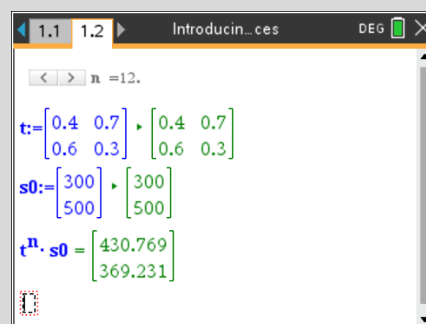 1.1 1.2 Introducin...ces DEG
< > n =12.
t:=[0.4 0.7 0.6 0.3] ▸ [0.4 0.7 0.6 0.3]
s0:=[300 500] ▸ [300 500]
tⁿ· s0 = [430.769 369.231]